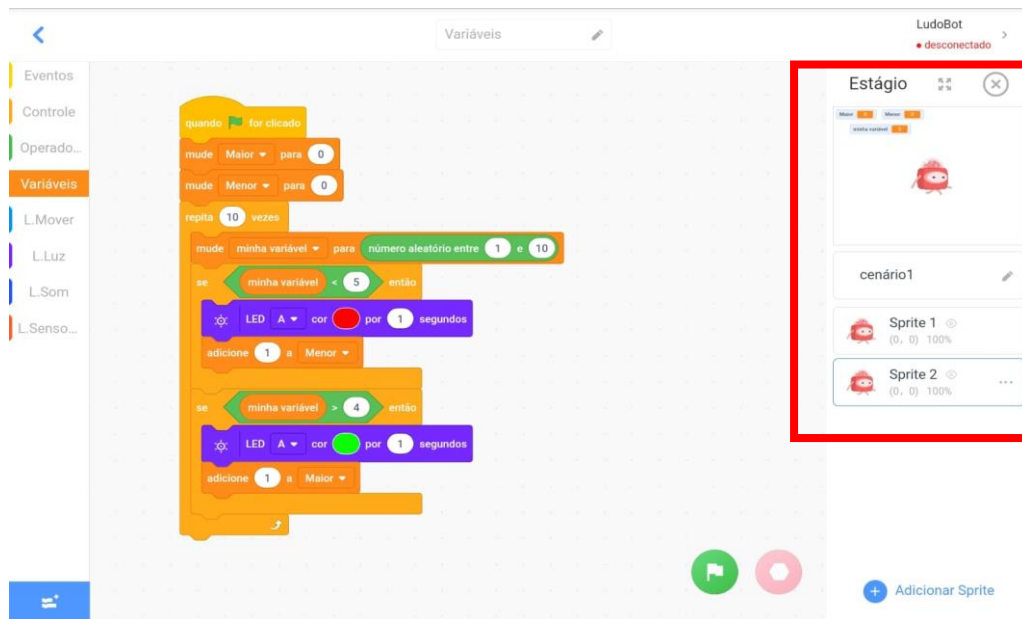 Variáveis
LudoBot
desconectado
Eventos
Controle
Operado...
Variáveis
L.Mover
L.Luz
L.Som
L.Senso...
quando for clicado
mude Maior para 0
mude Menor para 0
repita 10 vezes
mude minha variável para número aleatório entre 1 e 10
se minha variável < 5 então
LED A cor por 1 segundos
adicione 1 a Menor
se minha variável > 4 então
LED A cor por 1 segundos
adicione 1 a Maior
Estágio
Maior Menor
minha variável
cenário1
Sprite 1
(0, 0) 100%
Sprite 2
(0, 0) 100%
Adicionar Sprite